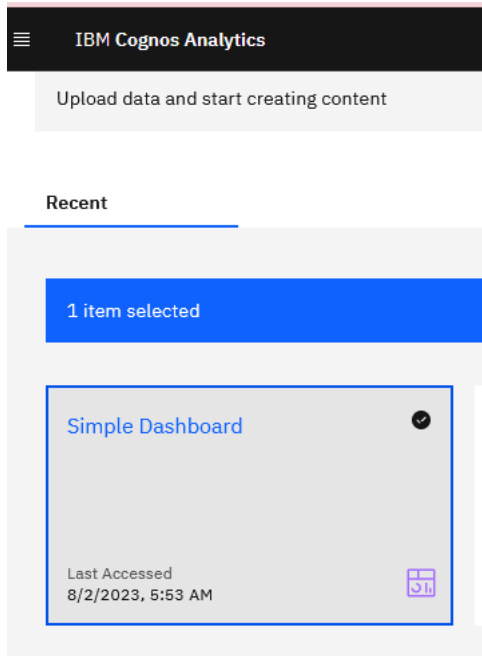 IBM Cognos Analytics
Upload data and start creating content
Recent
1 item selected
Simple Dashboard
Last Accessed
8/2/2023, 5:53 AM